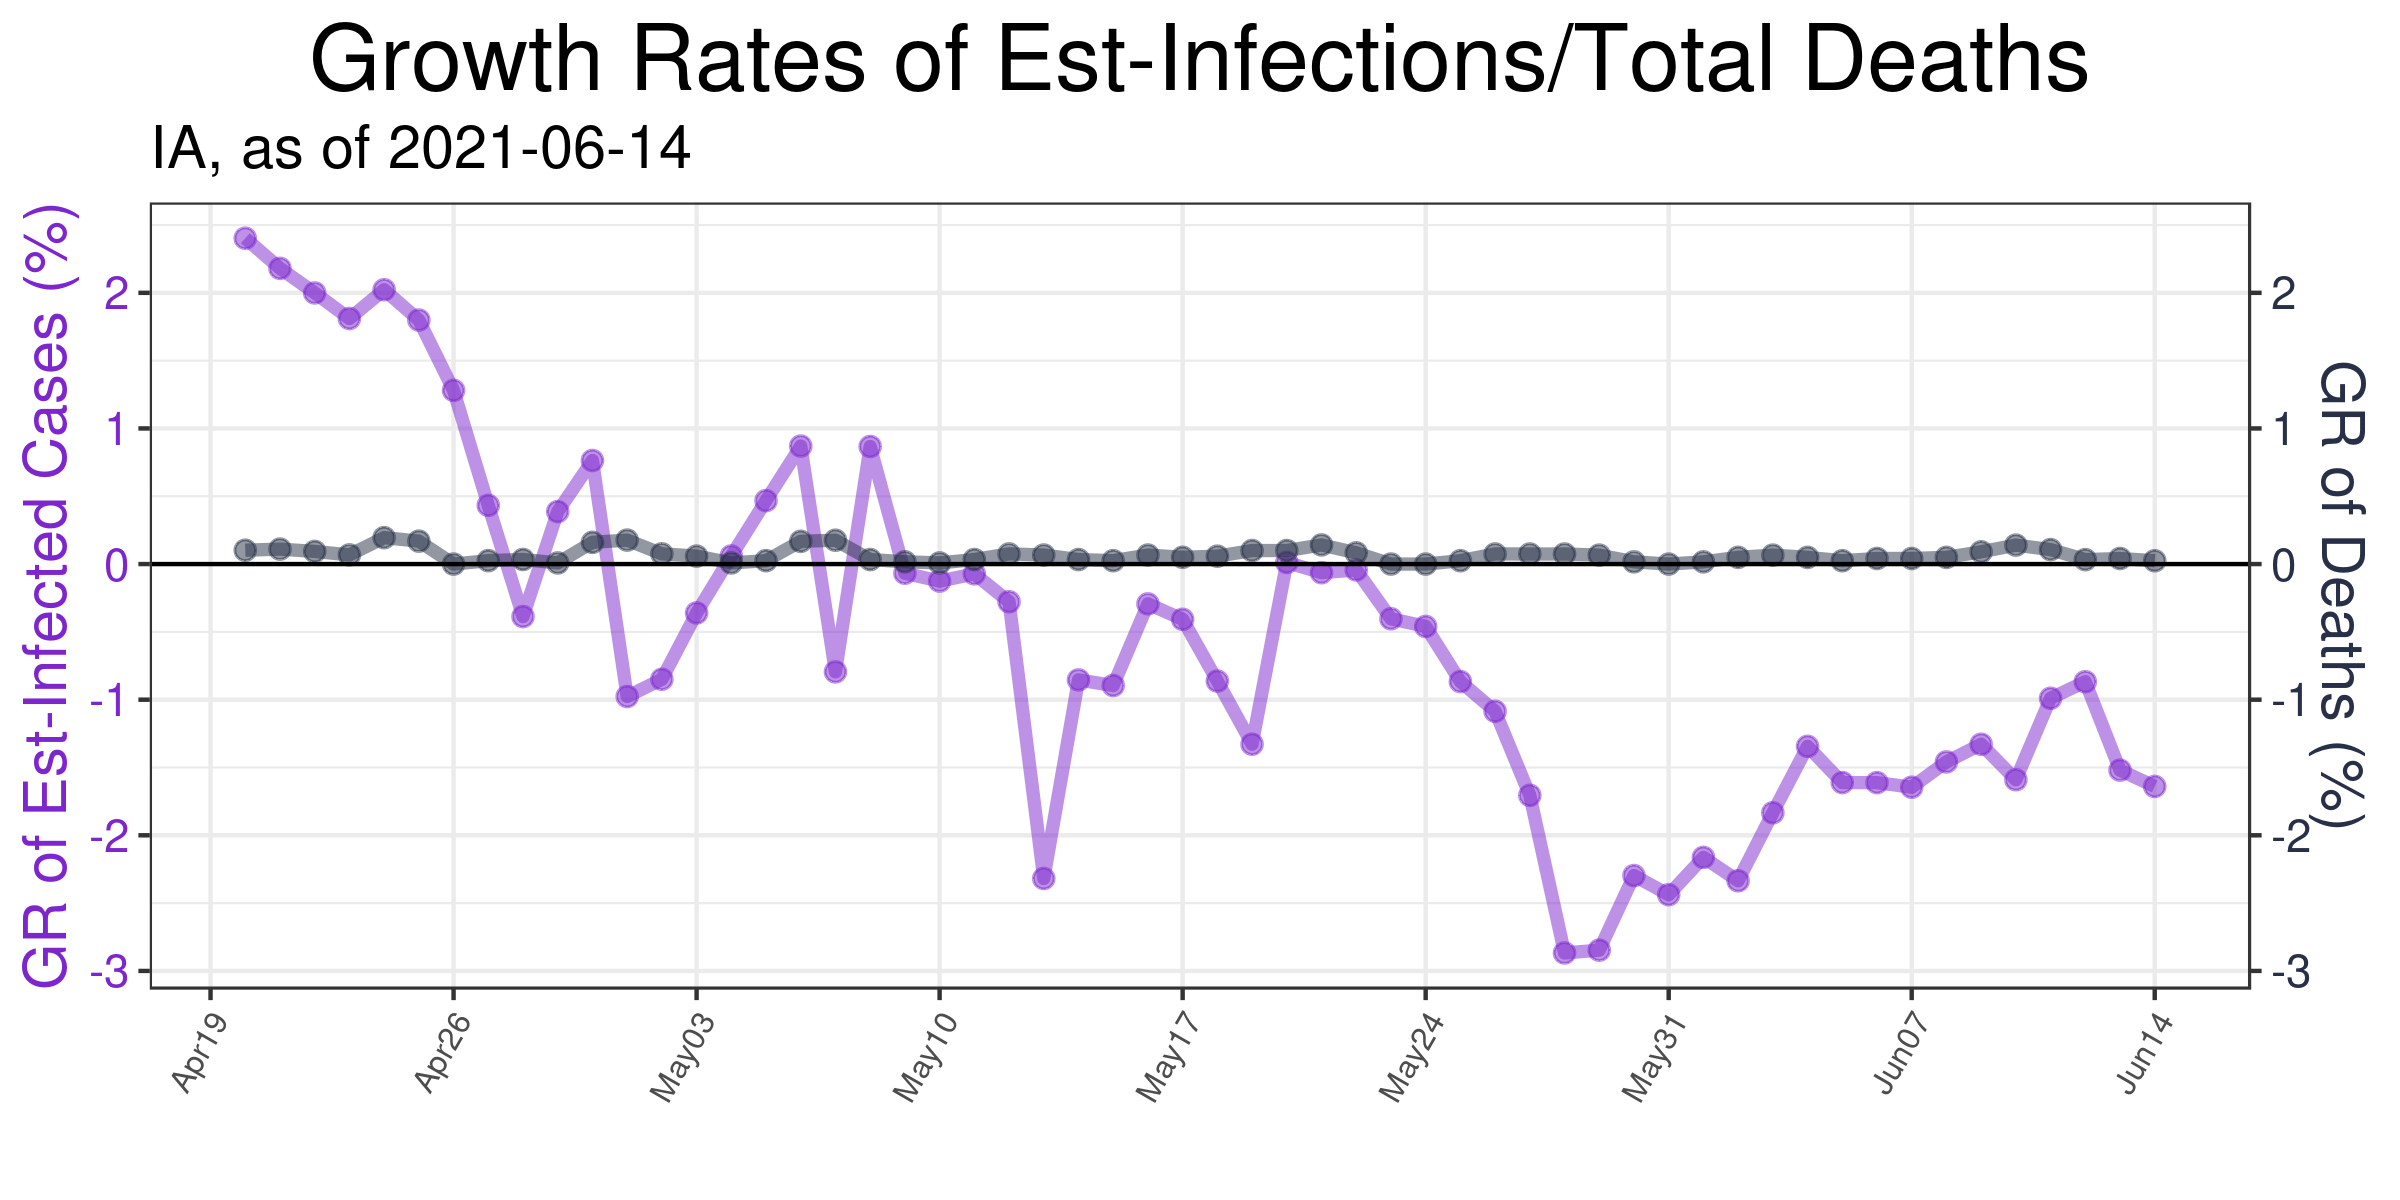 Growth Rates of Est-Infections/Total Deaths
IA, as of 2021-06-14
GR of Est-Infected Cases (%)
2
1
0
-1
-2
-3
2
1
0
-1
-2
-3
GR of Deaths (%)
Apr19
Apr26
May03
May10
May17
May24
May31
Jun07
Jun14